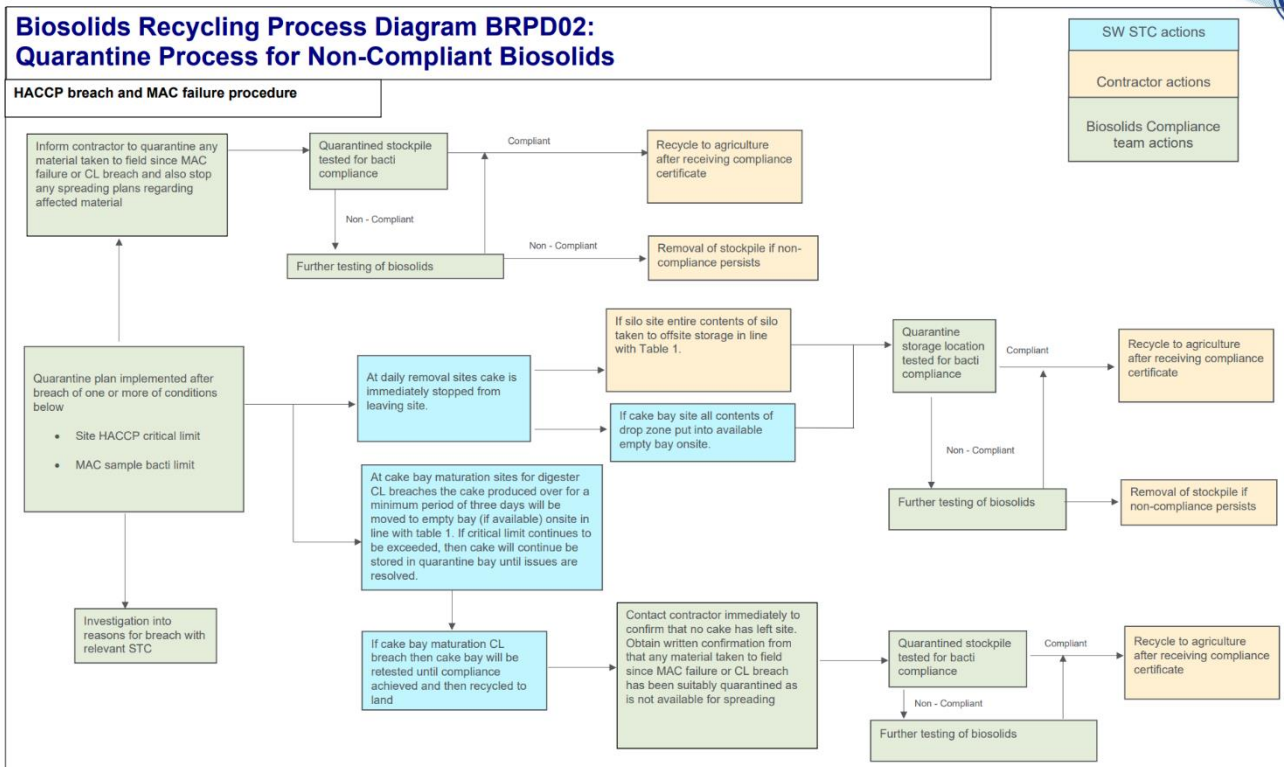 Biosolids Recycling Process Diagram BRPD02:
Quarantine Process for Non-Compliant Biosolids
HACCP breach and MAC failure procedure
SW STC actions
Contractor actions
Biosolids Compliance
team actions
Inform contractor to quarantine any
material taken to field since MAC
failure or CL breach and also stop
any spreading plans regarding
affected material
Quarantined stockpile
tested for bacti
compliance
Compliant
Recycle to agriculture
after receiving compliance
certificate
Non - Compliant
Further testing of biosolids
Non - Compliant
Removal of stockpile if non-
compliance persists
Quarantine plan implemented after
breach of one or more of conditions
below
• Site HACCP critical limit
• MAC sample bacti limit
At daily removal sites cake is
immediately stopped from
leaving site.
If silo site entire contents of silo
taken to offsite storage in line
with Table 1.
If cake bay site all contents of
drop zone put into available
empty bay onsite.
Quarantine
storage location
tested for bacti
compliance
Compliant
Recycle to agriculture
after receiving compliance
certificate
Non - Compliant
Further testing of biosolids
Removal of stockpile if
non-compliance persists
At cake bay maturation sites for digester
CL breaches the cake produced over for a
minimum period of three days will be
moved to empty bay (if available) onsite in
line with table 1. If critical limit continues to
be exceeded, then cake will continue be
stored in quarantine bay until issues are
resolved.
Investigation into
reasons for breach with
relevant STC
If cake bay maturation CL
breach then cake bay will be
retested until compliance
achieved and then recycled to
land
Contact contractor immediately to
confirm that no cake has left site.
Obtain written confirmation from
that any material taken to field
since MAC failure or CL breach
has been suitably quarantined as
is not available for spreading
Quarantined stockpile
tested for bacti
compliance
Compliant
Recycle to agriculture
after receiving compliance
certificate
Non - Compliant
Further testing of biosolids